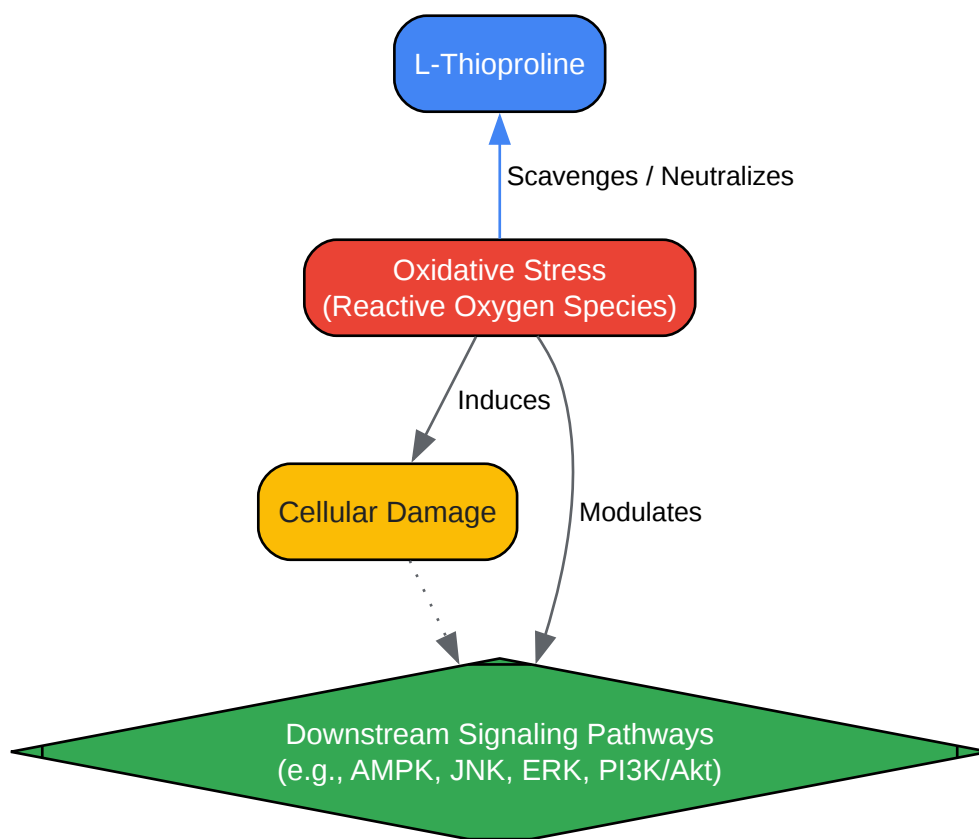 L-Thioproline
Scavenges / Neutralizes
Oxidative Stress
(Reactive Oxygen Species)
Induces
Cellular Damage
Modulates
Downstream Signaling Pathways
(e.g., AMPK, JNK, ERK, PI3K/Akt)